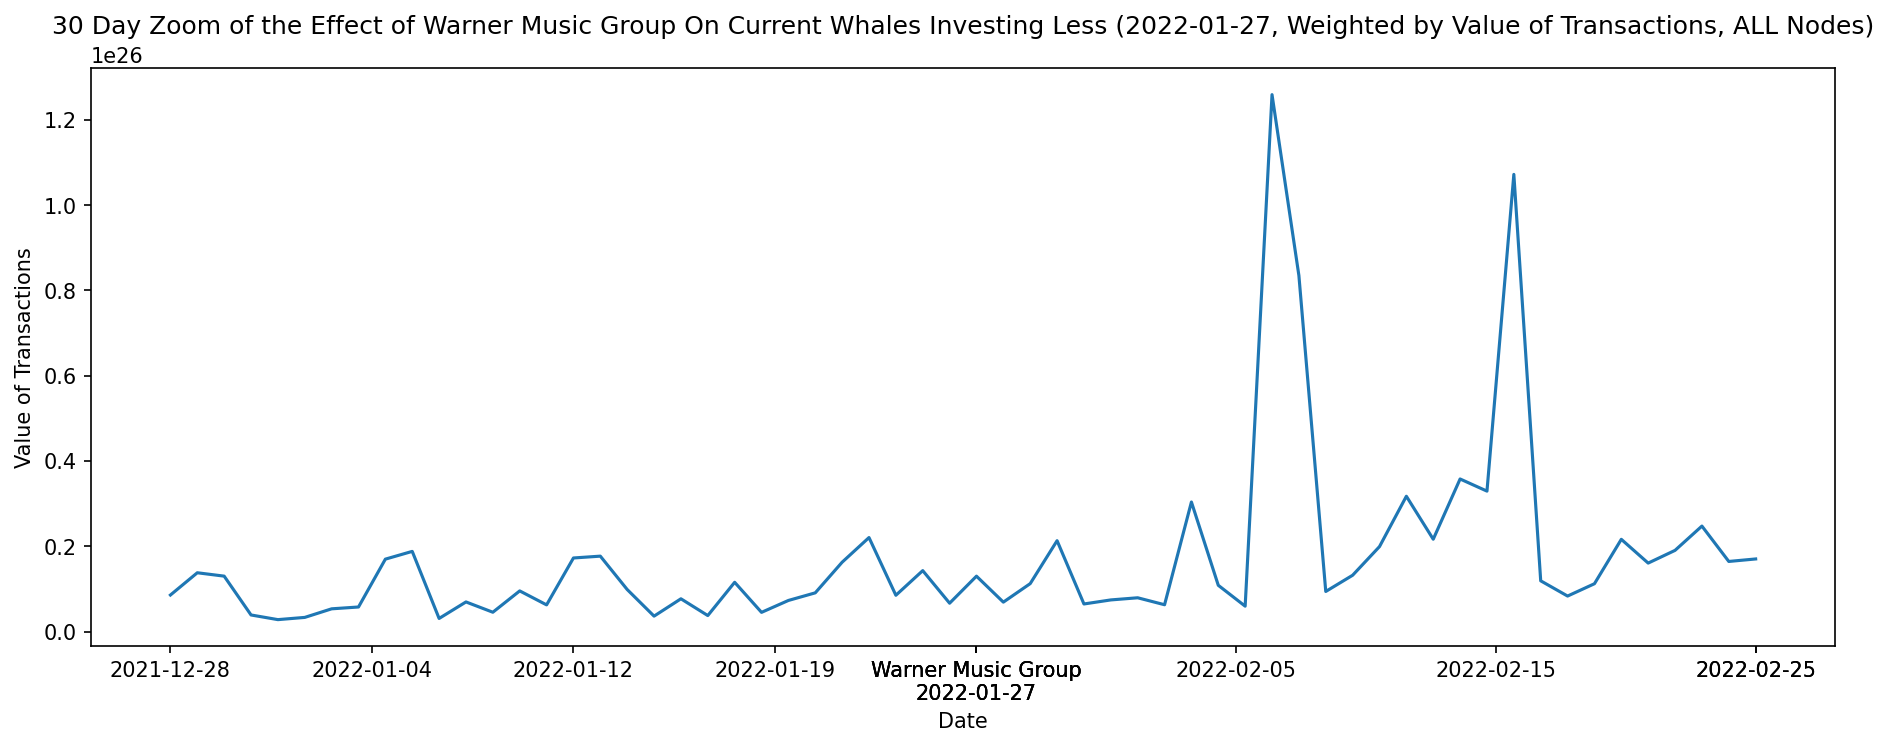 30 Day Zoom of the Effect of Warner Music Group On Current Whales Investing Less (2022-01-27, Weighted by Value of Transactions, ALL Nodes)
1e26
1.2
1.0
0.8
0.6
0.4
0.2
0.0
Value of Transactions
2021-12-28 2022-01-04 2022-01-12 2022-01-19 Warner Music Group 2022-02-05 2022-02-15 2022-02-25
2022-01-27
Date